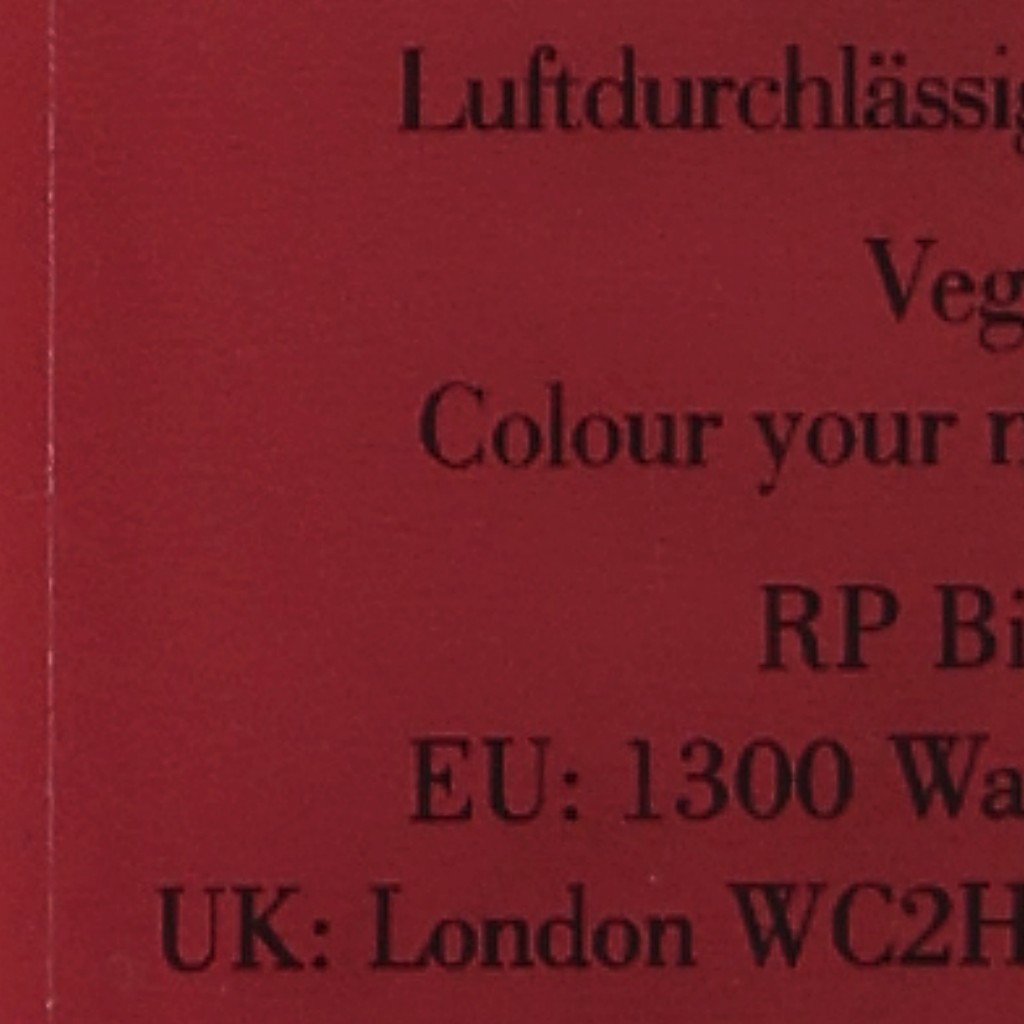 Luftdurchlässig
Veg
Colour your n
RP Bi
EU: 1300 Wa
UK: London WC2H